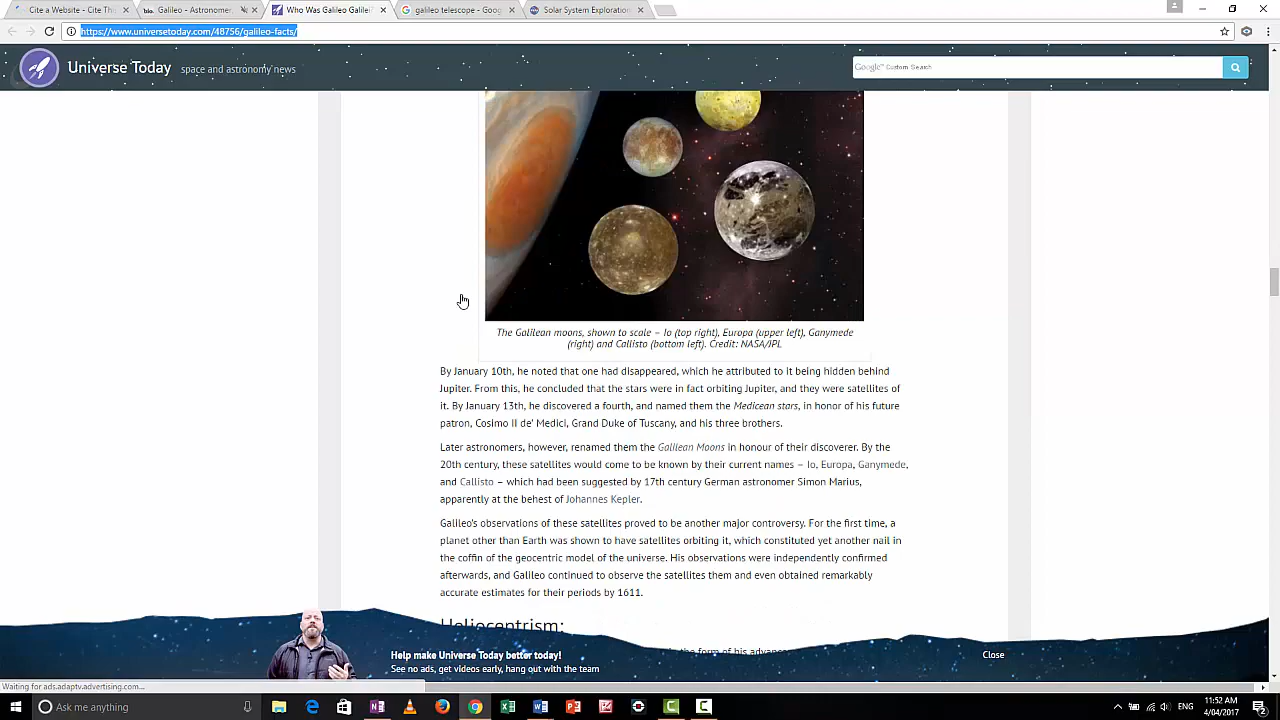 Cite a Website - Cite Thi
Galileo - Astronomer
Who Was Galileo Galilei?
galileo telescope - Goog
Solar System Exploration
https://www.universetoday.com/48756/galileo-facts/
Universe Today space and astronomy news
Google™ Custom Search
The Galilean moons, shown to scale – Io (top right), Europa (upper left), Ganymede
(right) and Callisto (bottom left). Credit: NASA/JPL
By January 10th, he noted that one had disappeared, which he attributed to it being hidden behind
Jupiter. From this, he concluded that the stars were in fact orbiting Jupiter, and they were satellites of
it. By January 13th, he discovered a fourth, and named them the Medicean stars, in honor of his future
patron, Cosimo II de' Medici, Grand Duke of Tuscany, and his three brothers.
Later astronomers, however, renamed them the Galilean Moons in honour of their discoverer. By the
20th century, these satellites would come to be known by their current names – Io, Europa, Ganymede,
and Callisto – which had been suggested by 17th century German astronomer Simon Marius,
apparently at the behest of Johannes Kepler.
Galileo's observations of these satellites proved to be another major controversy. For the first time, a
planet other than Earth was shown to have satellites orbiting it, which constituted yet another nail in
the coffin of the geocentric model of the universe. His observations were independently confirmed
afterwards, and Galileo continued to observe the satellites them and even obtained remarkably
accurate estimates for their periods by 1611.
Heliocentrism:
Help make Universe Today better today!
Close
See no ads, get videos early, hang out with the team
Waiting for ads.adaptv.advertising.com...
Ask me anything
ENG
11:52 AM
4/04/2017